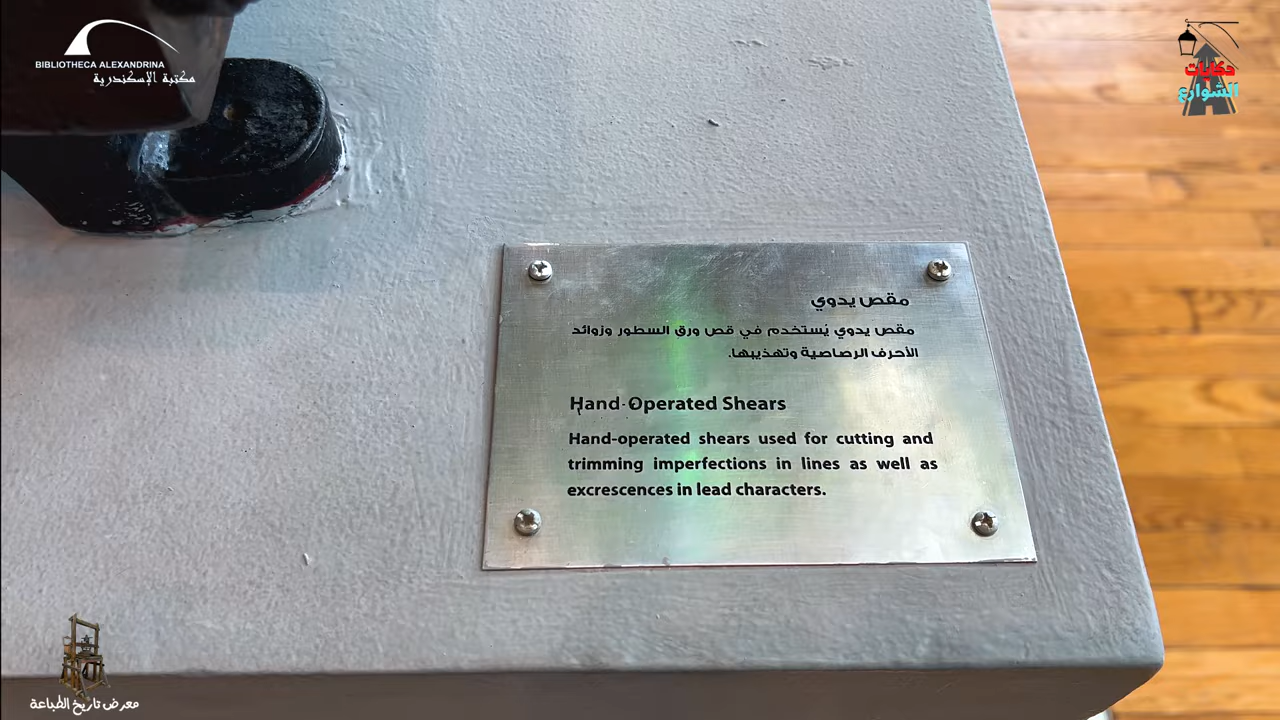 BIBLIOTHECA ALEXANDRINA
مكتبة الإسكندرية
حكايات
الشوارع
مقص يدوي
مقص يدوي يُستخدم في قص ورق السطور وزوائد
الأحرف الرصاصية وتهذيبها.
Hand-Operated Shears
Hand-operated shears used for cutting and
trimming imperfections in lines as well as
excrescences in lead characters.
معرض تاريخ الطباعة